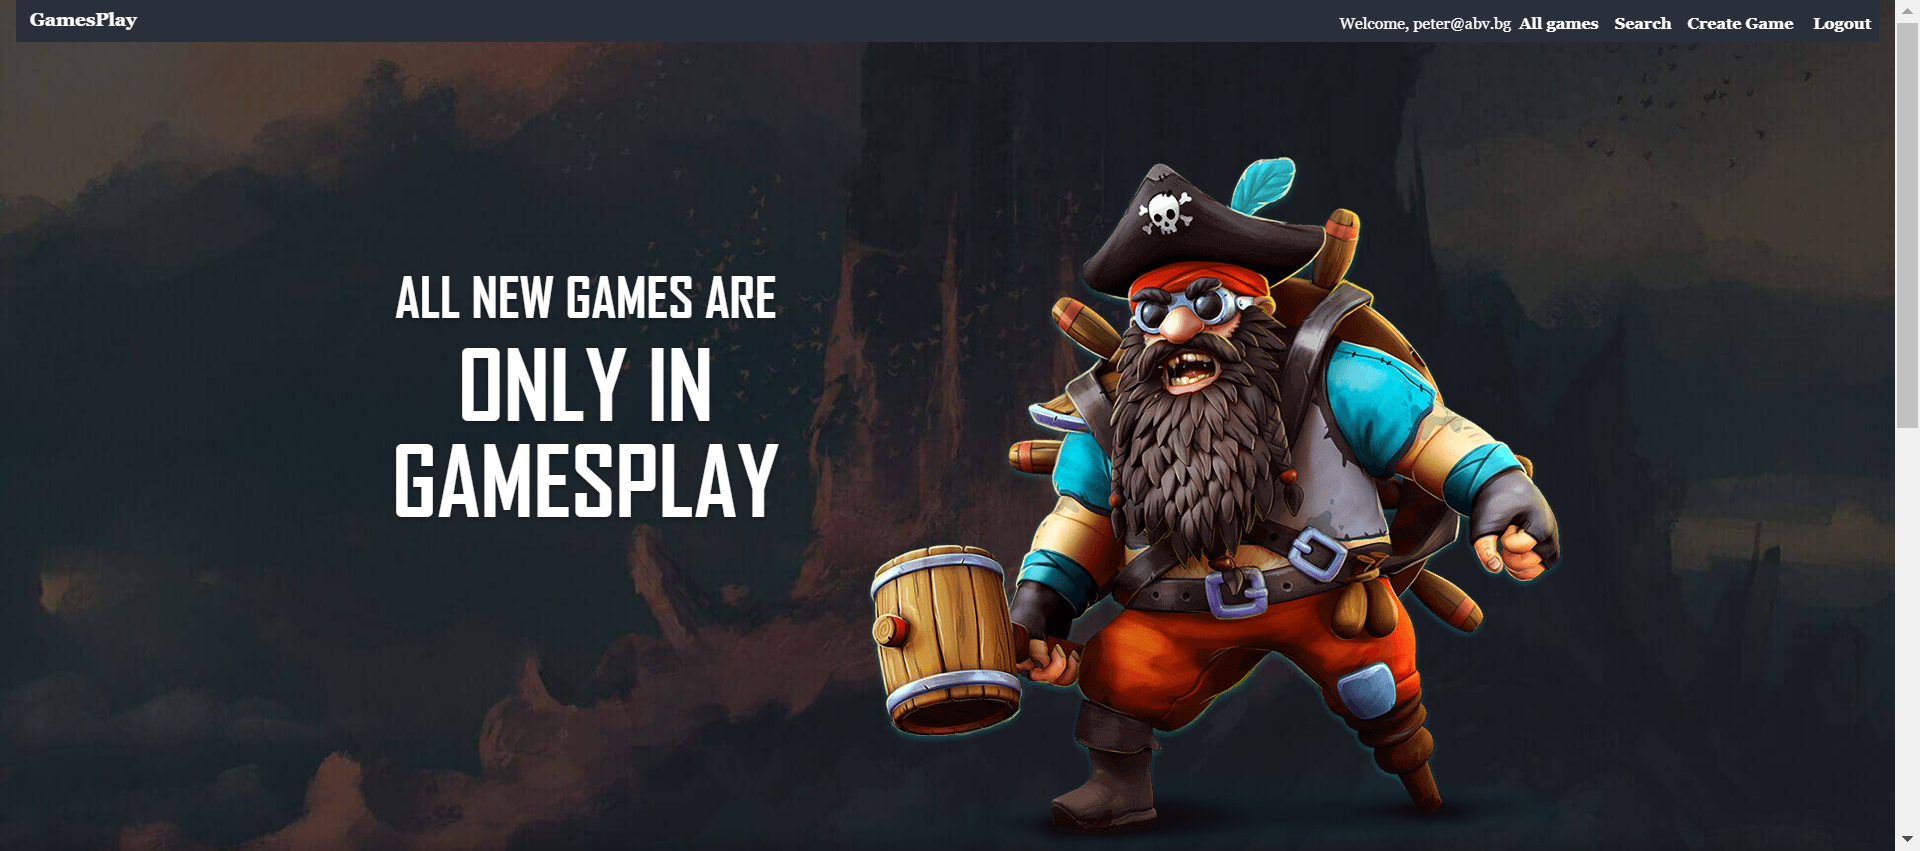 GamesPlay
Welcome, peter@abv.bg All games Search Create Game Logout
ALL NEW GAMES ARE
ONLY IN
GAMESPLAY